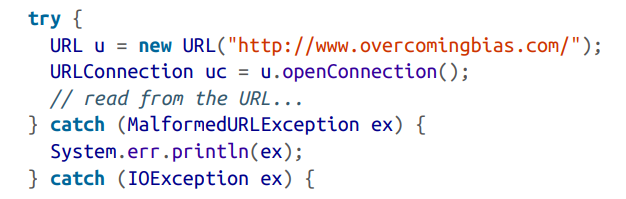 try {
URL u = new URL("http://www.overcomingbias.com/");
URLConnection uc = u.openConnection();
// read from the URL...
} catch (MalformedURLException ex) {
System.err.println(ex);
} catch (IOException ex) {